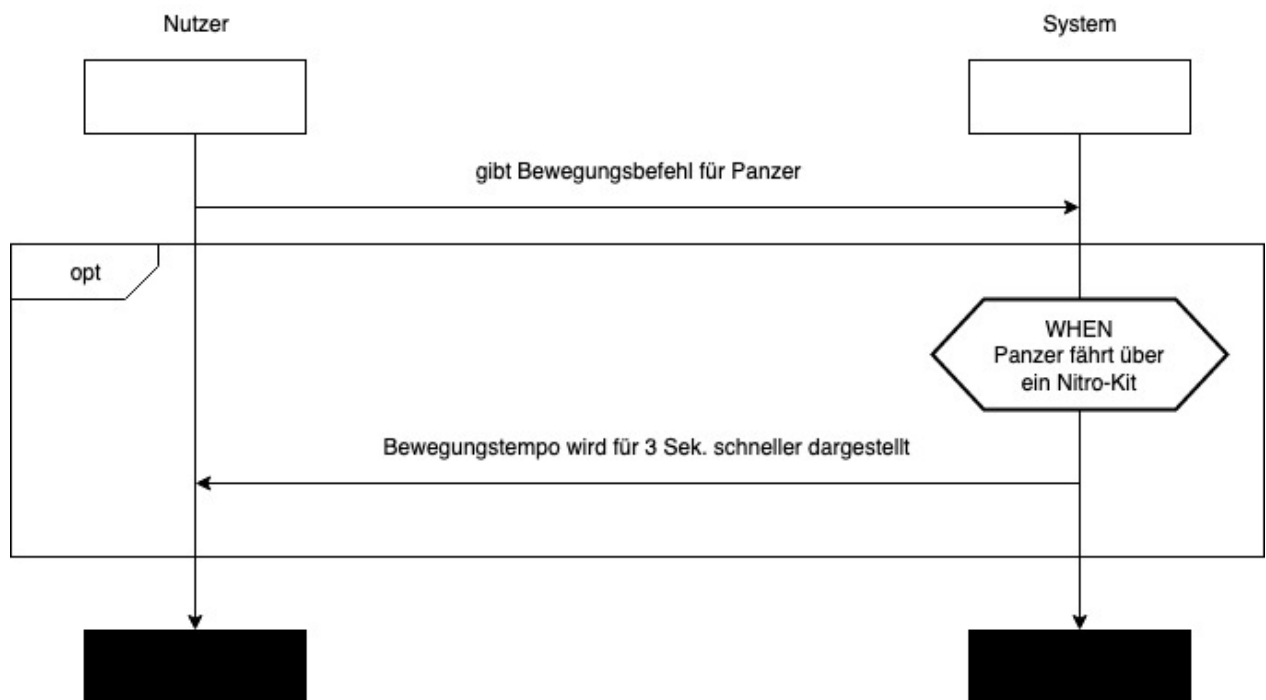 Nutzer
System
gibt Bewegungsbefehl für Panzer
opt
WHEN
Panzer fährt über
ein Nitro-Kit
Bewegungstempo wird für 3 Sek. schneller dargestellt